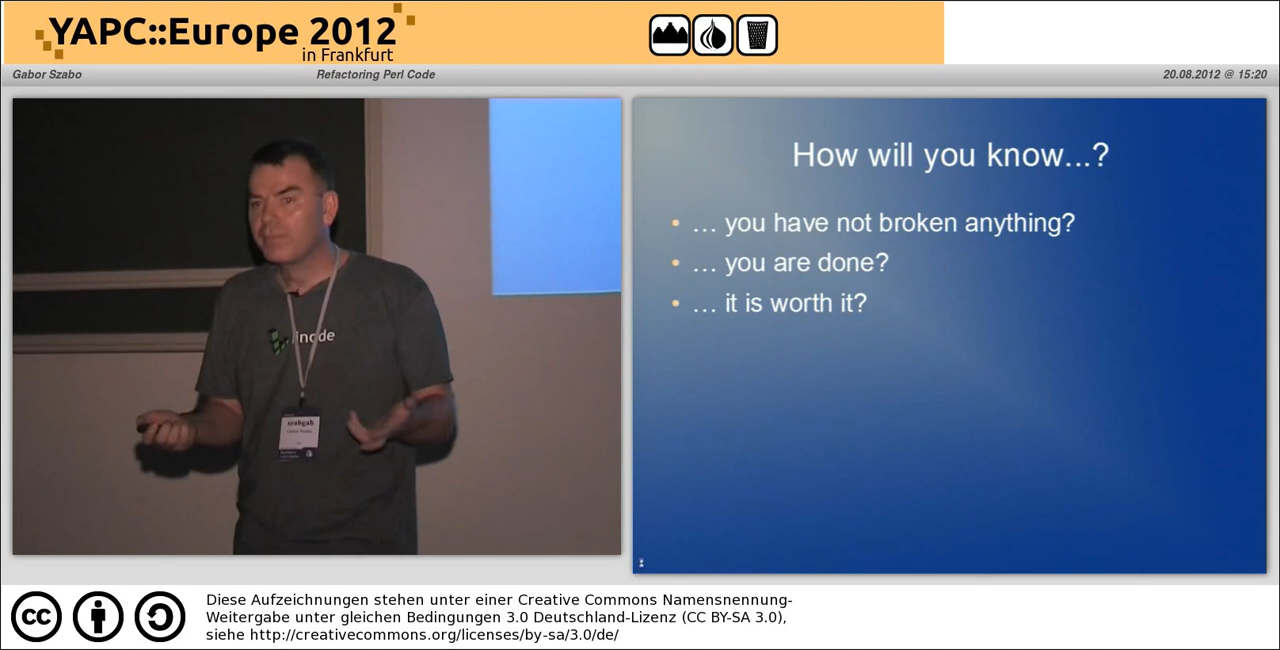 YAPC::Europe 2012
in Frankfurt
Gabor Szabo
Refactoring Perl Code
20.08.2012 @ 15:20
linode
szabgab
Gabor Szabo
How will you know...?
• ... you have not broken anything?
• ... you are done?
• ... it is worth it?
cc
Diese Aufzeichnungen stehen unter einer Creative Commons Namensnennung-
Weitergabe unter gleichen Bedingungen 3.0 Deutschland-Lizenz (CC BY-SA 3.0),
siehe http://creativecommons.org/licenses/by-sa/3.0/de/